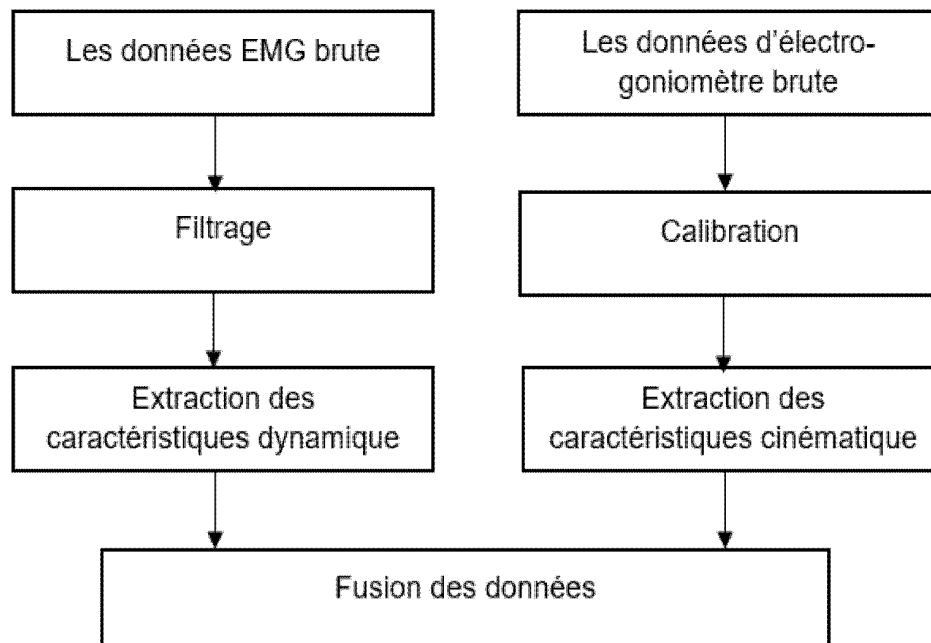 Les données EMG brute
Les données d'électro-
goniomètre brute
Filtrage
Calibration
Extraction des
caractéristiques dynamique
Extraction des
caractéristiques cinématique
Fusion des données